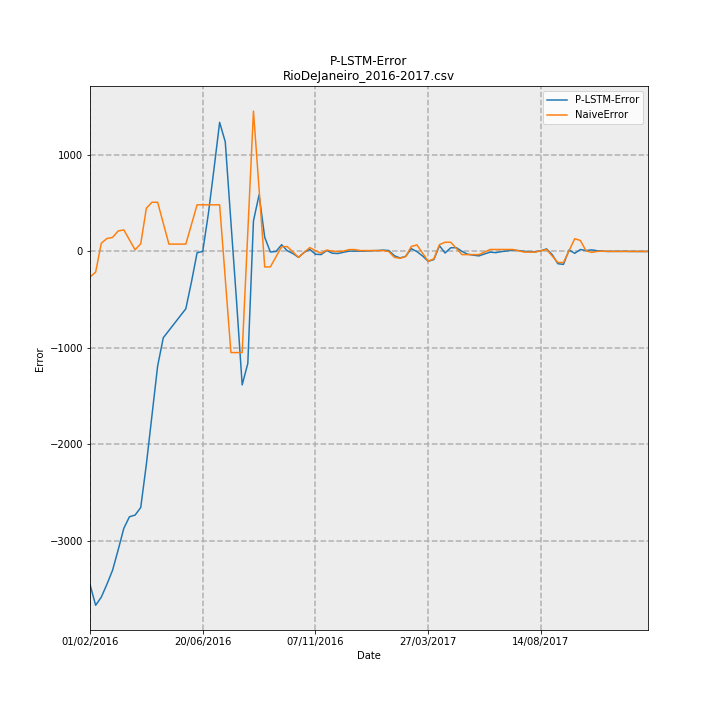 P-LSTM-Error
RioDeJaneiro_2016-2017.csv
P-LSTM-Error
NaiveError
1000
0
−1000
−2000
−3000
Error
01/02/2016 20/06/2016 07/11/2016 27/03/2017 14/08/2017
Date